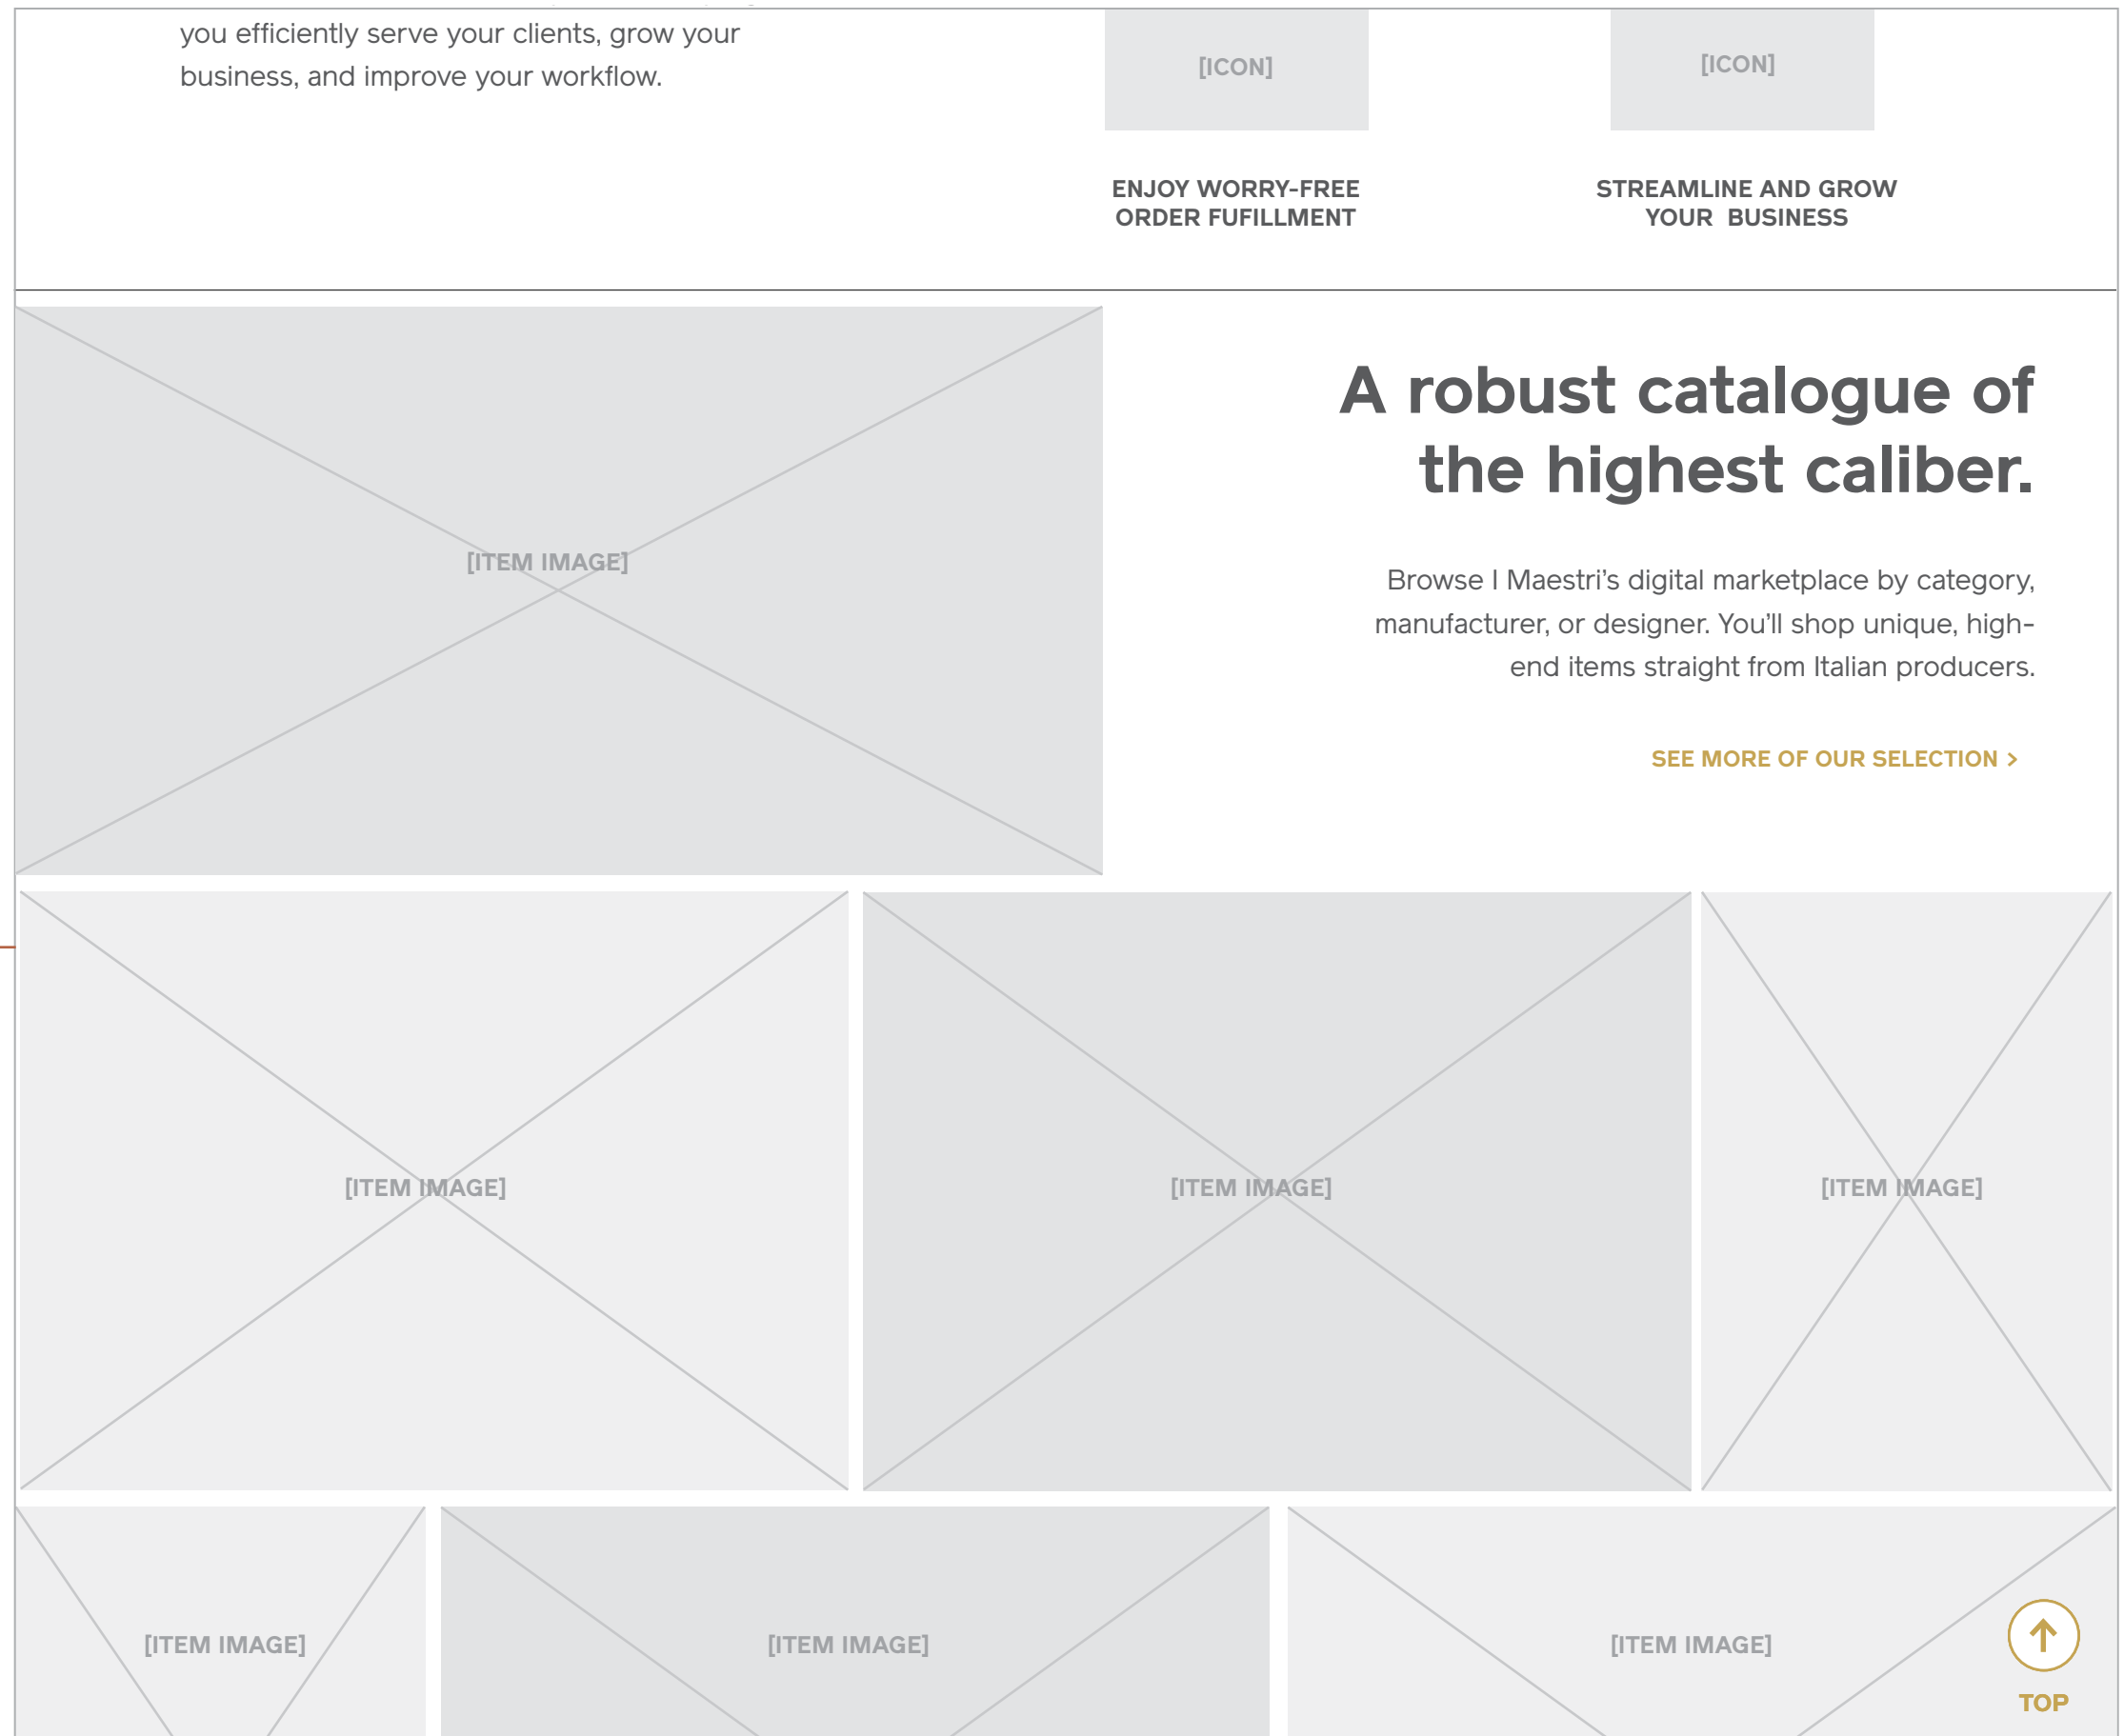 you efficiently serve your clients, grow your
business, and improve your workflow.
[ICON]
[ICON]
ENJOY WORRY-FREE
ORDER FUFILLMENT
STREAMLINE AND GROW
YOUR  BUSINESS
[ITEM IMAGE]
A robust catalogue of
the highest caliber.
Browse I Maestri’s digital marketplace by category,
manufacturer, or designer. You’ll shop unique, high-
end items straight from Italian producers.
SEE MORE OF OUR SELECTION >
[ITEM IMAGE]
[ITEM IMAGE]
[ITEM IMAGE]
[ITEM IMAGE]
[ITEM IMAGE]
[ITEM IMAGE]
TOP